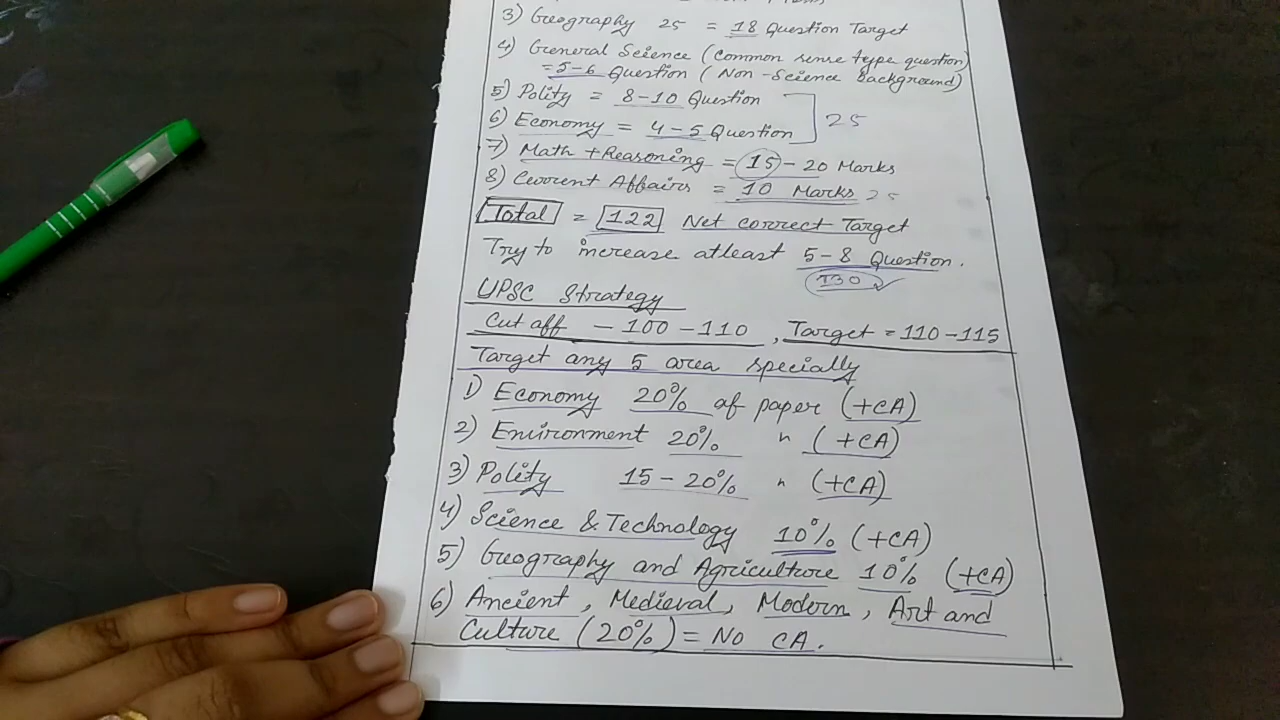 3) Geography 25 = 18 Question Target
4) General Science (Common sense type question)
= 5-6 Question (Non-Science background)
5) Polity = 8-10 Question
6) Economy = 4-5 Question
25
7) Math + Reasoning = 15 - 20 Marks
8) Current Affairs = 10 Marks 25
Total = 122 Net correct Target
Try to increase atleast 5-8 Question.
130
UPSC Strategy
Cut off - 100 - 110, Target = 110-115
Target any 5 area specially
1) Economy 20% of paper (+CA)
2) Environment 20% " (+CA)
3) Polity 15-20% " (+CA)
4) Science & Technology 10% (+CA)
5) Geography and Agriculture 10% (+CA)
6) Ancient, Medieval, Modern, Art and
Culture (20%) = No CA.